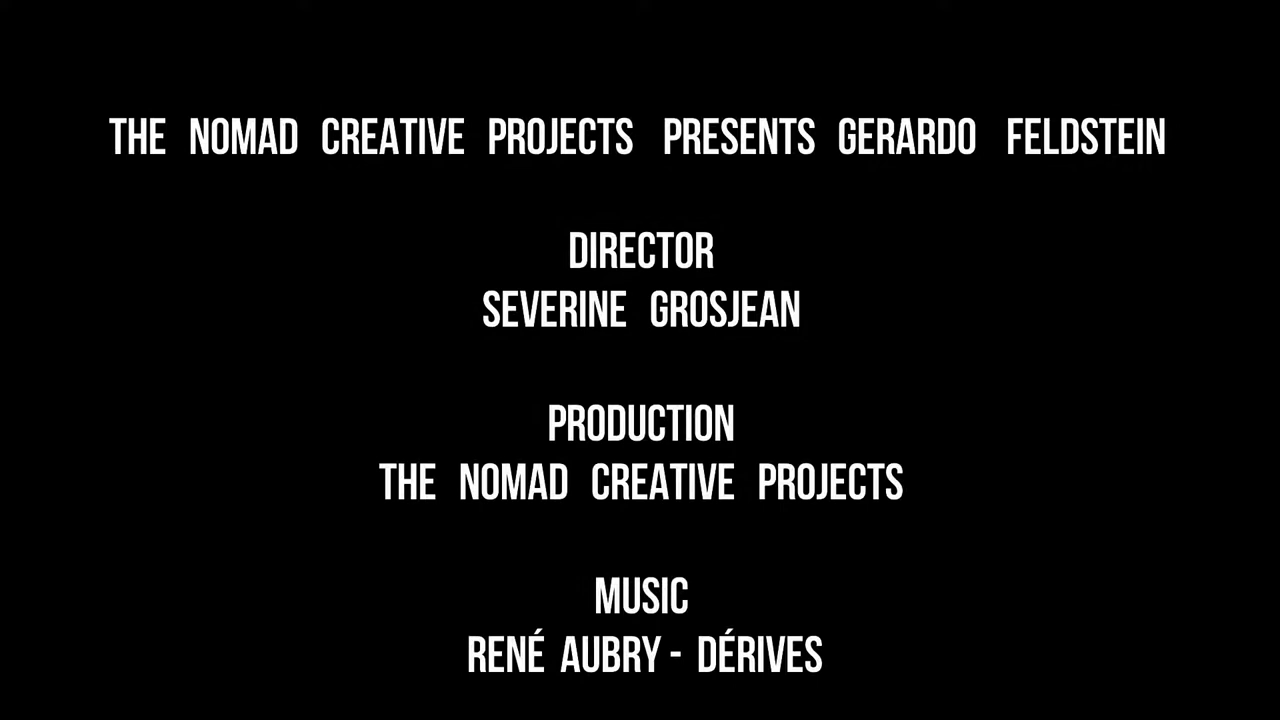 THE NOMAD CREATIVE PROJECTS PRESENTS GERARDO FELDSTEIN
DIRECTOR
SEVERINE GROSJEAN
PRODUCTION
THE NOMAD CREATIVE PROJECTS
MUSIC
RENÉ AUBRY - DÉRIVES